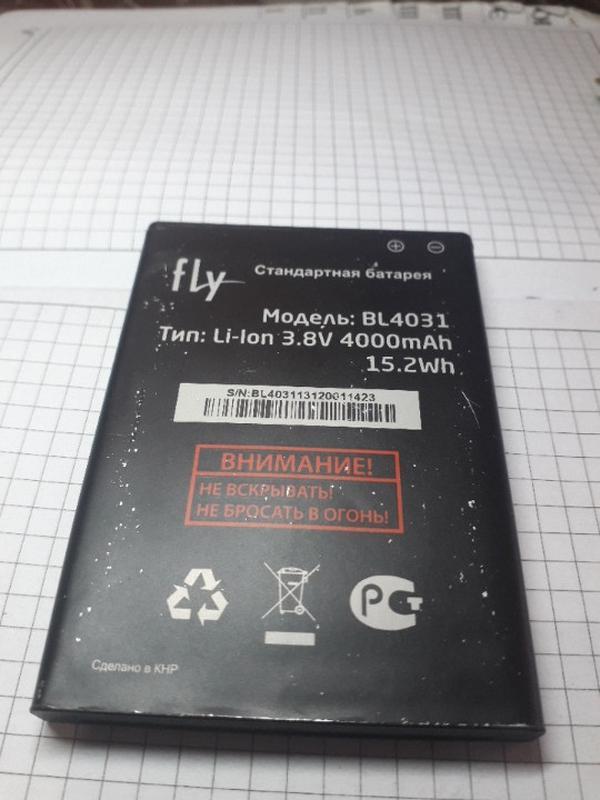 fly Стандартная батарея
Модель: BL4031
Тип: Li-Ion 3.8V 4000mAh
15.2Wh
S/N:BL403113120011423
ВНИМАНИЕ!
НЕ ВСКРЫВАТЬ!
НЕ БРОСАТЬ В ОГОНЬ!
РСТ
Сделано в КНР